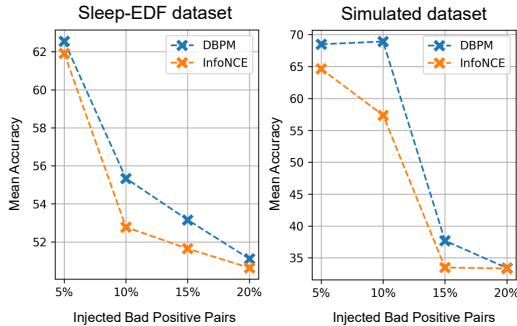 Sleep-EDF dataset
Mean Accuracy
62
60
58
56
54
52
DBPM
InfoNCE
5%
10%
15%
20%
Injected Bad Positive Pairs
Simulated dataset
Mean Accuracy
70
65
60
55
50
45
40
35
DBPM
InfoNCE
5%
10%
15%
20%
Injected Bad Positive Pairs